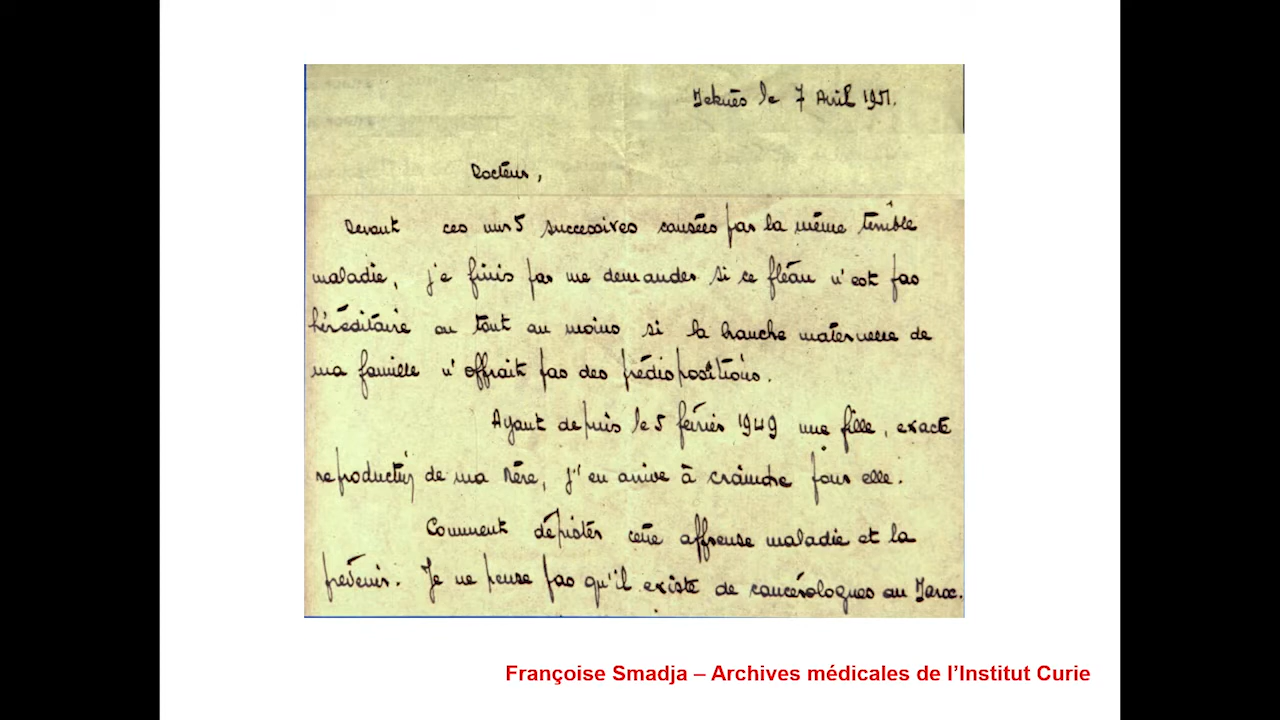 Meknès le 7 Avril 1951.
Docteur,
Devant ces successives causées par la même terrible
maladie, j'e finis par me demander si ce fléau n'est pas
héréditaire ou tout au moins si la branche maternelle de
ma famille n'offrait pas des prédispositions.
Ayant depuis le 5 février 1949 une fille, exacte
reproduction de ma Mère, j'en arrive à craindre pour elle.
Comment dépister cette affreuse maladie et la
prévenir. Je ne pense pas qu'il existe de cancérologues au Maroc.
Françoise Smadja – Archives médicales de l'Institut Curie